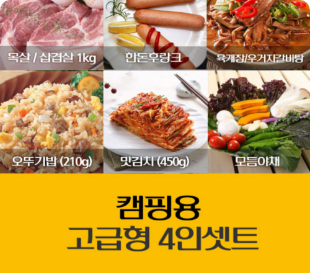 목살 / 삼겹살 1kg
한돈후랑크
육개장/우거지갈비탕
오뚜기밥 (210g)
맛김치 (450g)
모듬야채
캠핑용
고급형 4인셋트